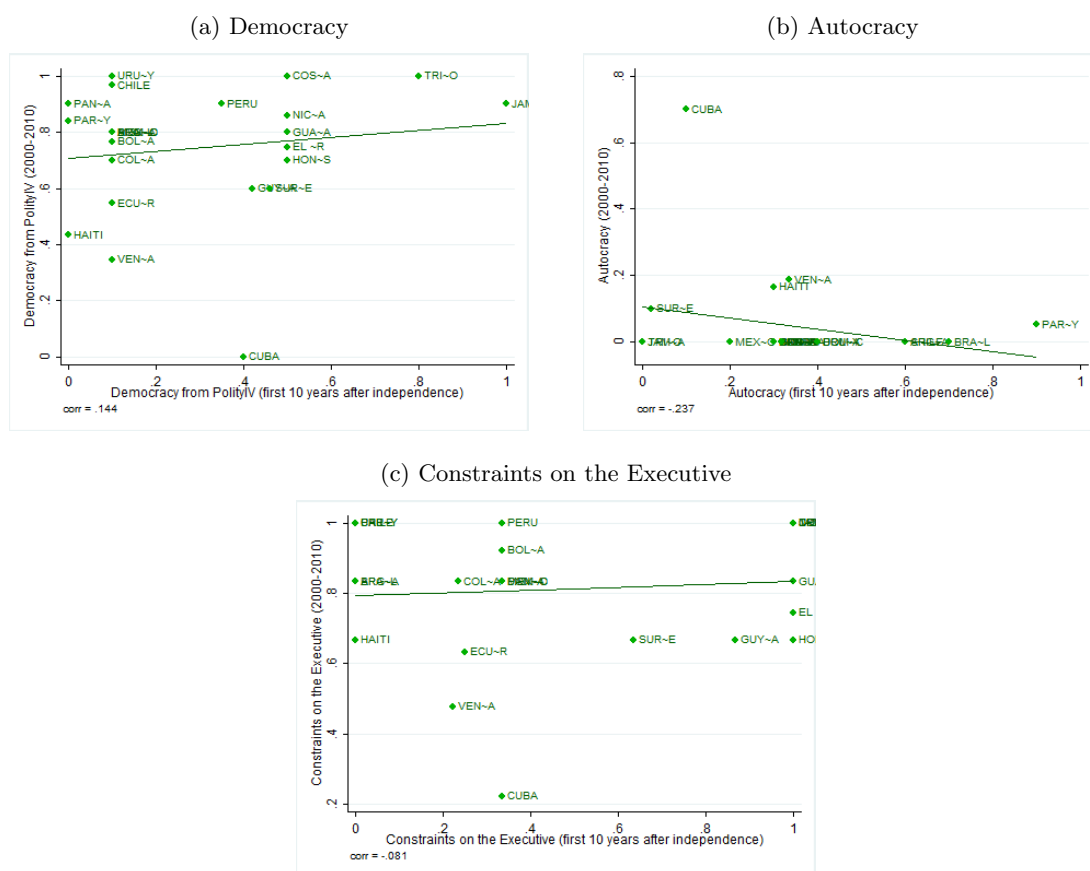 (a) Democracy
Democracy from PolityIV (2000-2010)
1
.8
.6
.4
.2
0
URU~Y
CHILE
COS~A
TRI~O
PAN~A
PERU
JAM
PAR~Y
NIC~A
GUA~A
BOL~A
EL ~R
COL~A
HON~S
GUY~A
SUR~E
ECU~R
HAITI
VEN~A
CUBA
0 .2 .4 .6 .8 1
Democracy from PolityIV (first 10 years after independence)
corr = .144
(b) Autocracy
Autocracy (2000-2010)
.8
.6
.4
.2
0
CUBA
VEN~A
HAITI
SUR~E
PAR~Y
MEX~O
BRA~L
0 .2 .4 .6 .8 1
Autocracy (first 10 years after independence)
corr = -.237
(c) Constraints on the Executive
Constraints on the Executive (2000-2010)
1
.8
.6
.4
.2
PERU
BOL~A
COL~A
GUA
EL
HAITI
SUR~E
GUY~A
HO
ECU~R
VEN~A
CUBA
0 .2 .4 .6 .8 1
Constraints on the Executive (first 10 years after independence)
corr = -.081